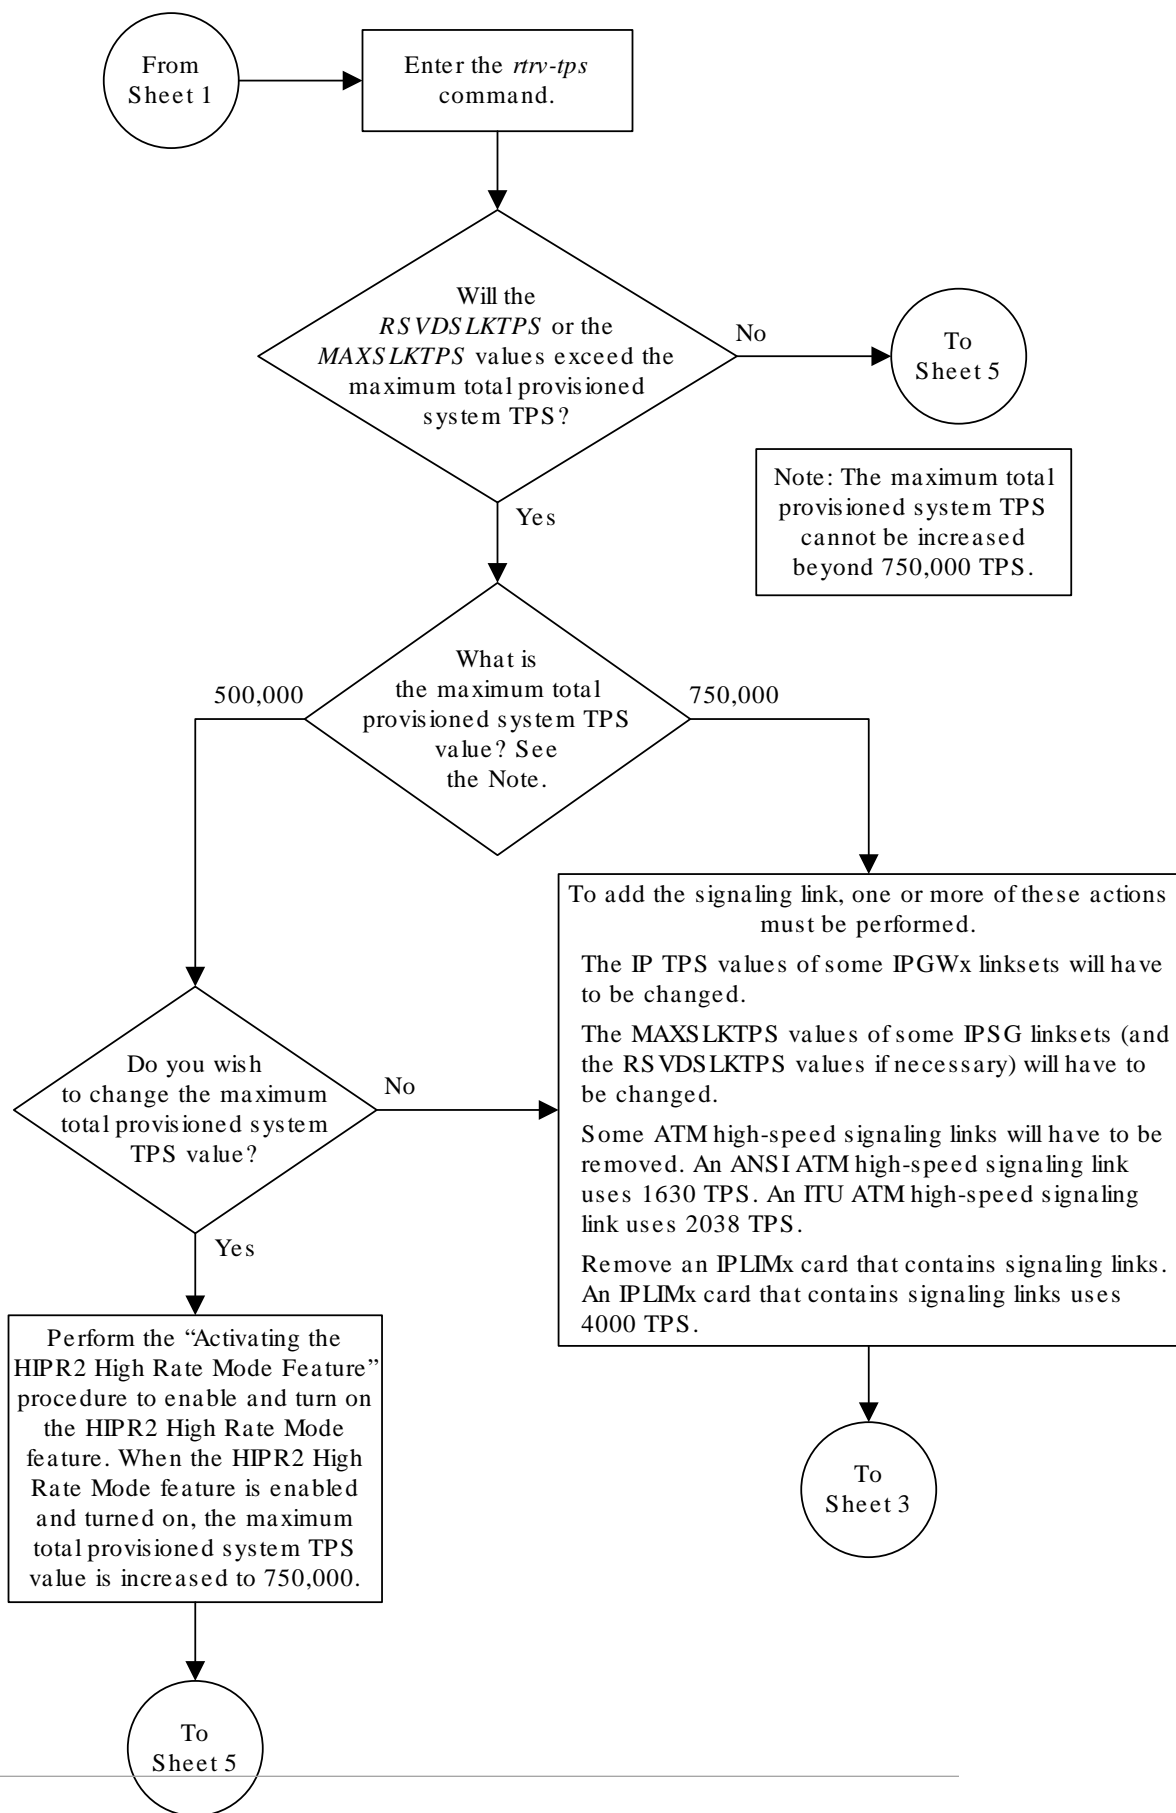 From
Sheet 1
Enter the rtrv-tps
command.
Will the
RSVDSLKTPS or the
MAXSLKTPS values exceed the
maximum total provisioned
system TPS?
No
To
Sheet 5
Note: The maximum total
provisioned system TPS
cannot be increased
beyond 750,000 TPS.
Yes
What is
the maximum total
provisioned system TPS
value? See
the Note.
500,000
750,000
To add the signaling link, one or more of these actions
must be performed.
The IP TPS values of some IPGWx linksets will have
to be changed.
The MAXSLKTPS values of some IPSG linksets (and
the RSVDSLKTPS values if necessary) will have to
be changed.
Some ATM high-speed signaling links will have to be
removed. An ANSI ATM high-speed signaling link
uses 1630 TPS. An ITU ATM high-speed signaling
link uses 2038 TPS.
Remove an IPLIMx card that contains signaling links.
An IPLIMx card that contains signaling links uses
4000 TPS.
Do you wish
to change the maximum
total provisioned system
TPS value?
No
Yes
Perform the “Activating the
HIPR2 High Rate Mode Feature”
procedure to enable and turn on
the HIPR2 High Rate Mode
feature. When the HIPR2 High
Rate Mode feature is enabled
and turned on, the maximum
total provisioned system TPS
value is increased to 750,000.
To
Sheet 3
To
Sheet 5